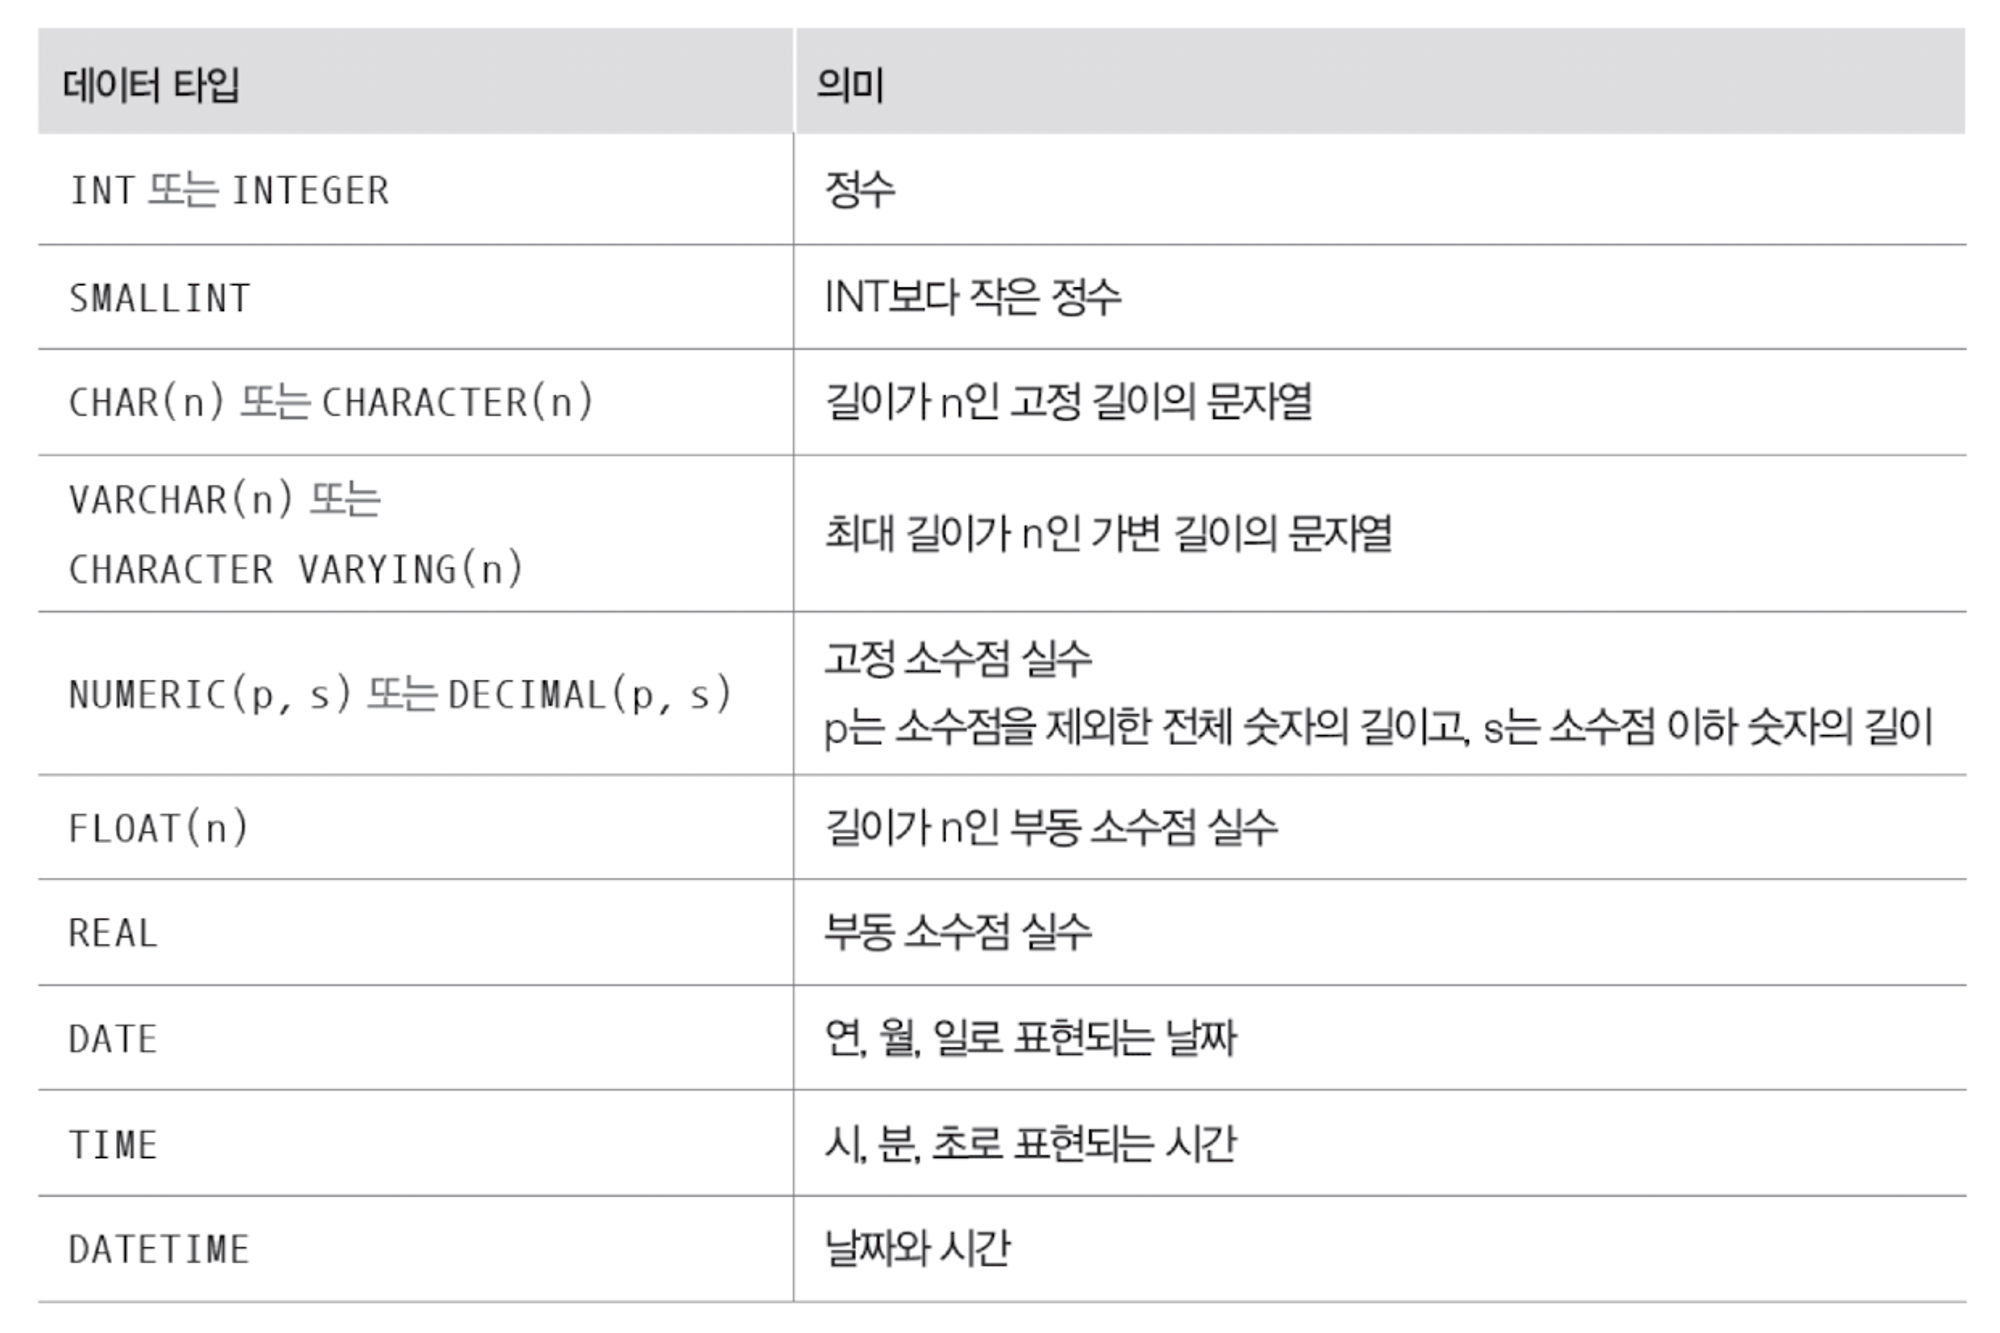 데이터 타입 의미
INT 또는 INTEGER 정수
SMALLINT INT보다 작은 정수
CHAR(n) 또는 CHARACTER(n) 길이가 n인 고정 길이의 문자열
VARCHAR(n) 또는
CHARACTER VARYING(n)
최대 길이가 n인 가변 길이의 문자열
NUMERIC(p, s) 또는 DECIMAL(p, s)
고정 소수점 실수
p는 소수점을 제외한 전체 숫자의 길이고, s는 소수점 이하 숫자의 길이
FLOAT(n) 길이가 n인 부동 소수점 실수
REAL 부동 소수점 실수
DATE 연, 월, 일로 표현되는 날짜
TIME 시, 분, 초로 표현되는 시간
DATETIME 날짜와 시간